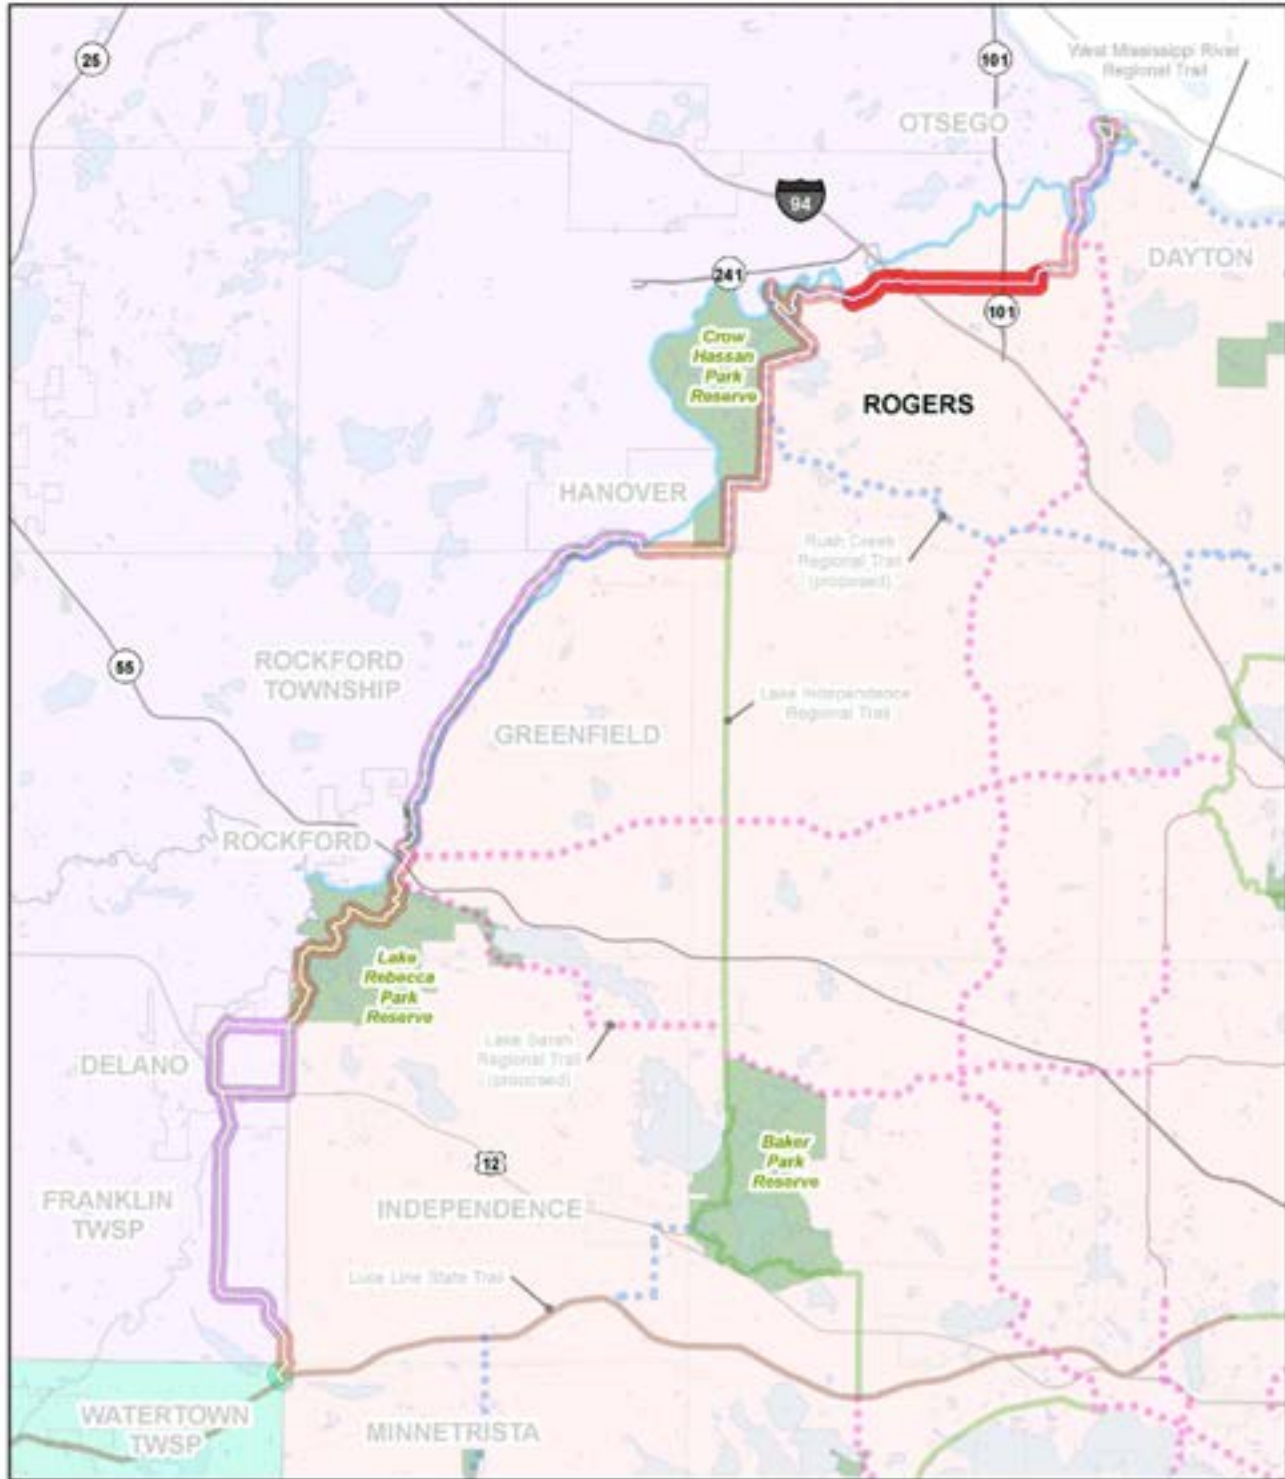 25
101
West Mississippi River
Regional Trail
OTSEGO
94
DAYTON
241
101
Crow
Hassan
Park
Reserve
ROGERS
HANOVER
Rush Creek
Regional Trail
(proposed)
55
ROCKFORD
TOWNSHIP
Lake Independence
Regional Trail
GREENFIELD
ROCKFORD
Lake
Rebecca
Park
Reserve
Lake Sarah
Regional Trail
(proposed)
DELANO
Baker
Park
Reserve
12
FRANKLIN
TWSP
INDEPENDENCE
Luce Line State Trail
WATERTOWN
TWSP
MINNETRISTA